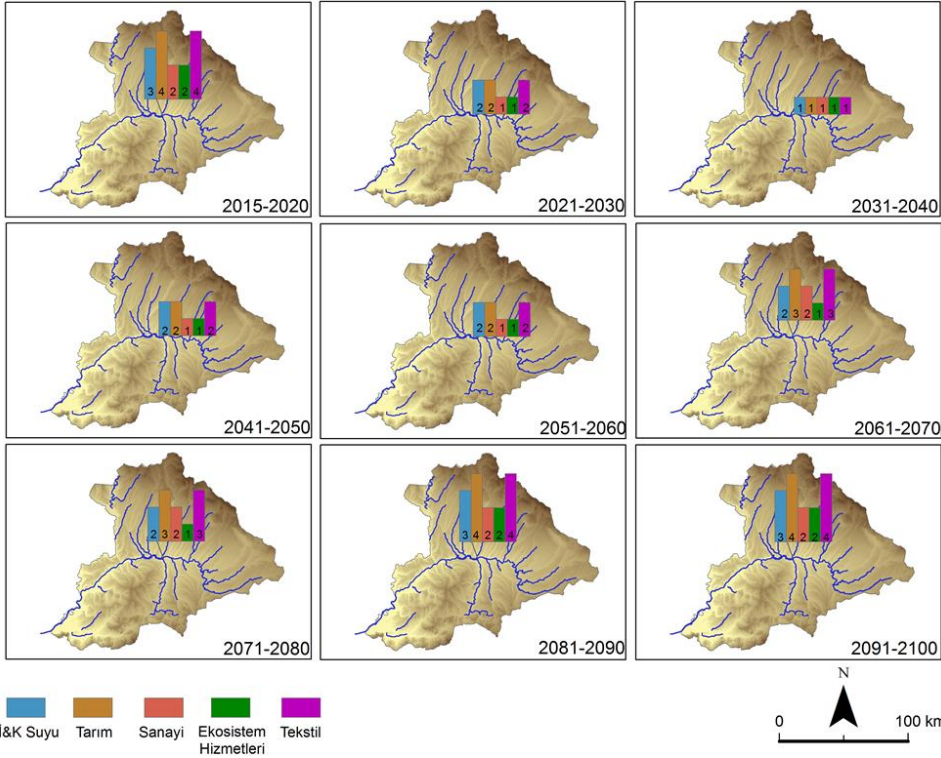 3 4 2 2 4
2015-2020
2 2 1 1 2
2021-2030
1 1 1 1 1
2031-2040
2 2 1 1 2
2041-2050
2 2 1 1 2
2051-2060
2 3 2 1 3
2061-2070
2 3 2 1 3
2071-2080
3 4 2 2 4
2081-2090
3 4 2 2 4
2091-2100
İ&K Suyu Tarım Sanayi Ekosistem Tekstil
Hizmetleri
N
0 100 km